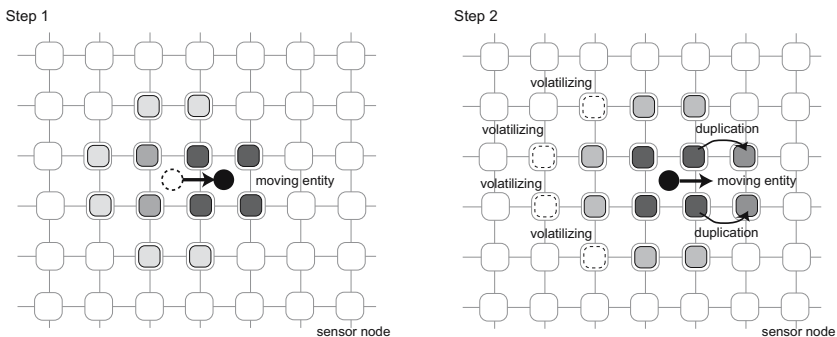 Step 1
moving entity
sensor node
Step 2
volatilizing
duplication
volatilizing
volatilizing
moving entity
volatilizing
duplication
sensor node